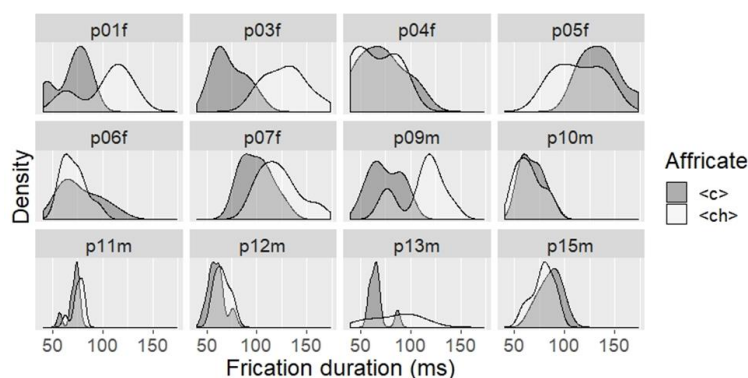 p01f p03f p04f p05f
p06f p07f p09m p10m
p11m p12m p13m p15m
Density
50 100 150 50 100 150 50 100 150 50 100 150
Frication duration (ms)
Affricate
<c>
<ch>